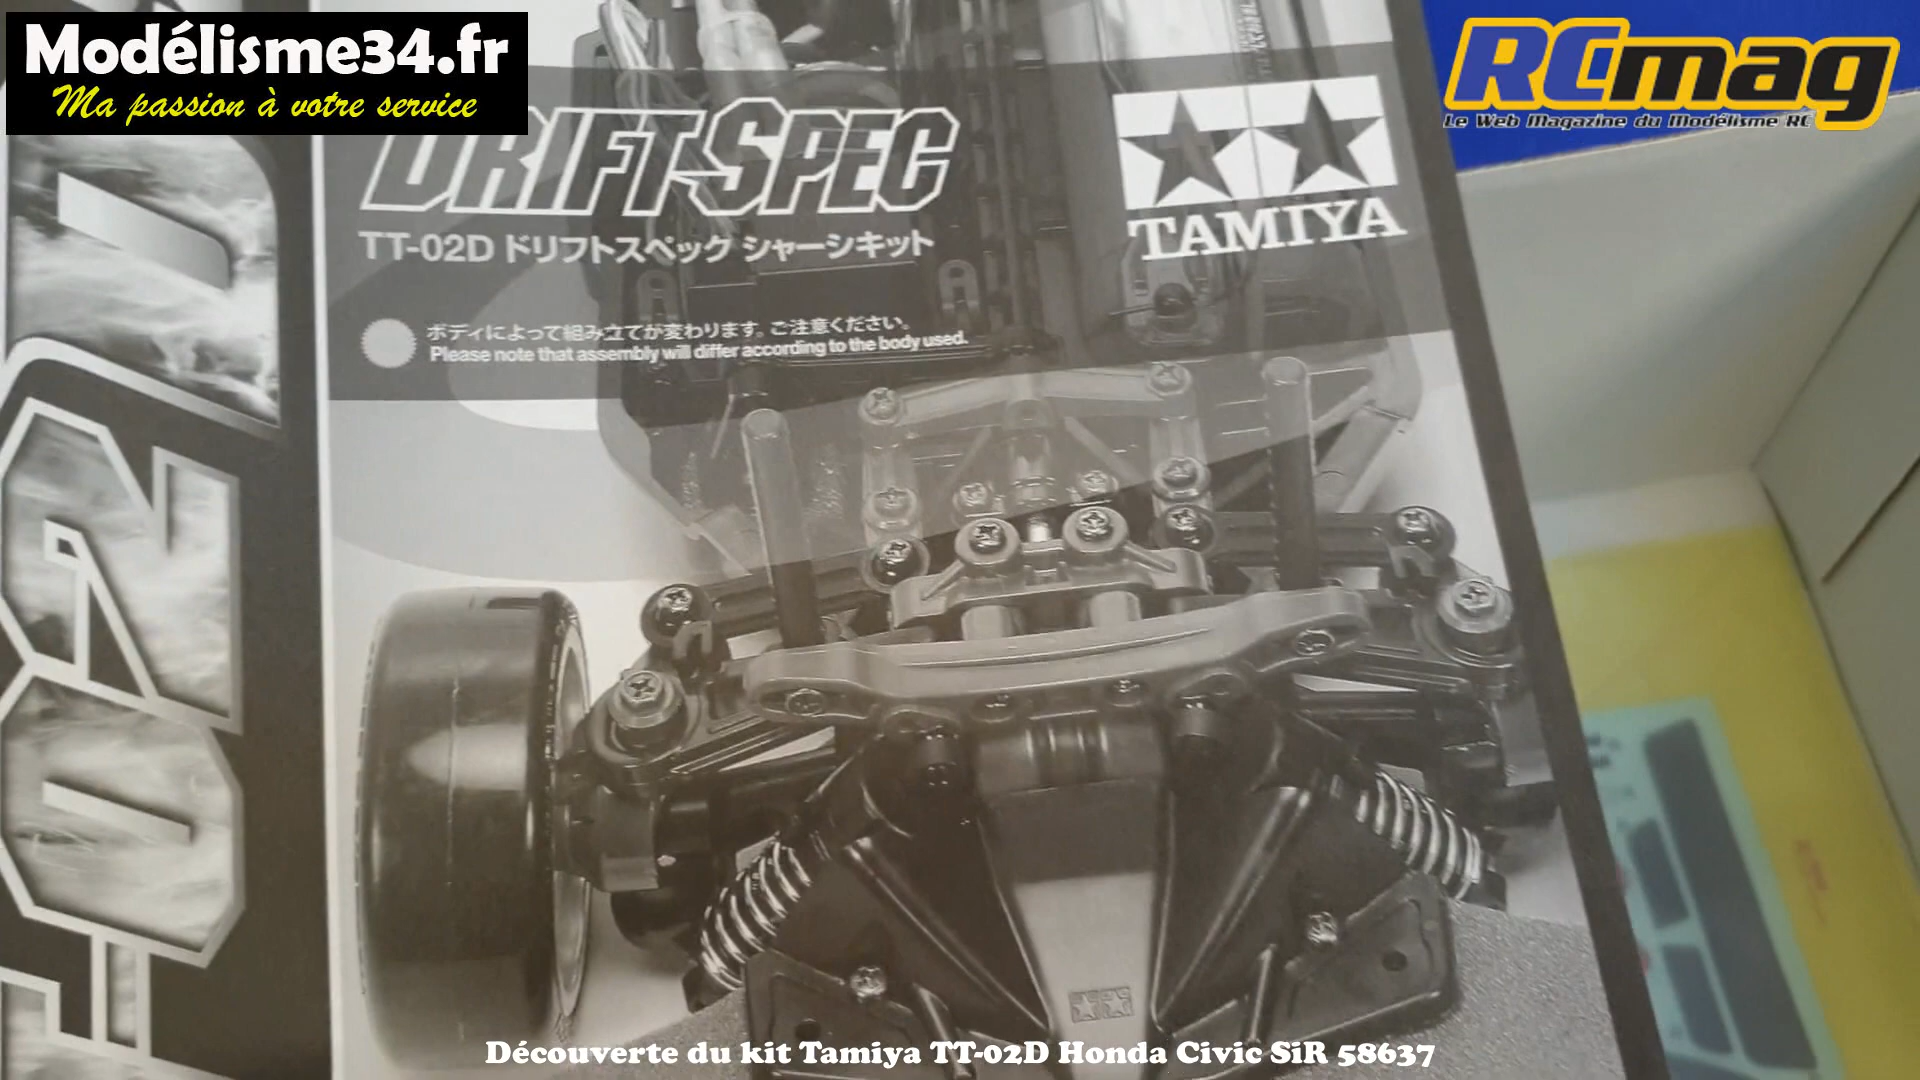 Modélisme34.fr
Ma passion à votre service
RCmag
Le Web Magazine du Modélisme RC
DRIFT-SPEC
TAMIYA
TT-02D ドリフトスペック シャーシキット
ボディによって組み立てが変わります。ご注意ください。
Please note that assembly will differ according to the body used.
Découverte du kit Tamiya TT-02D Honda Civic SiR 58637